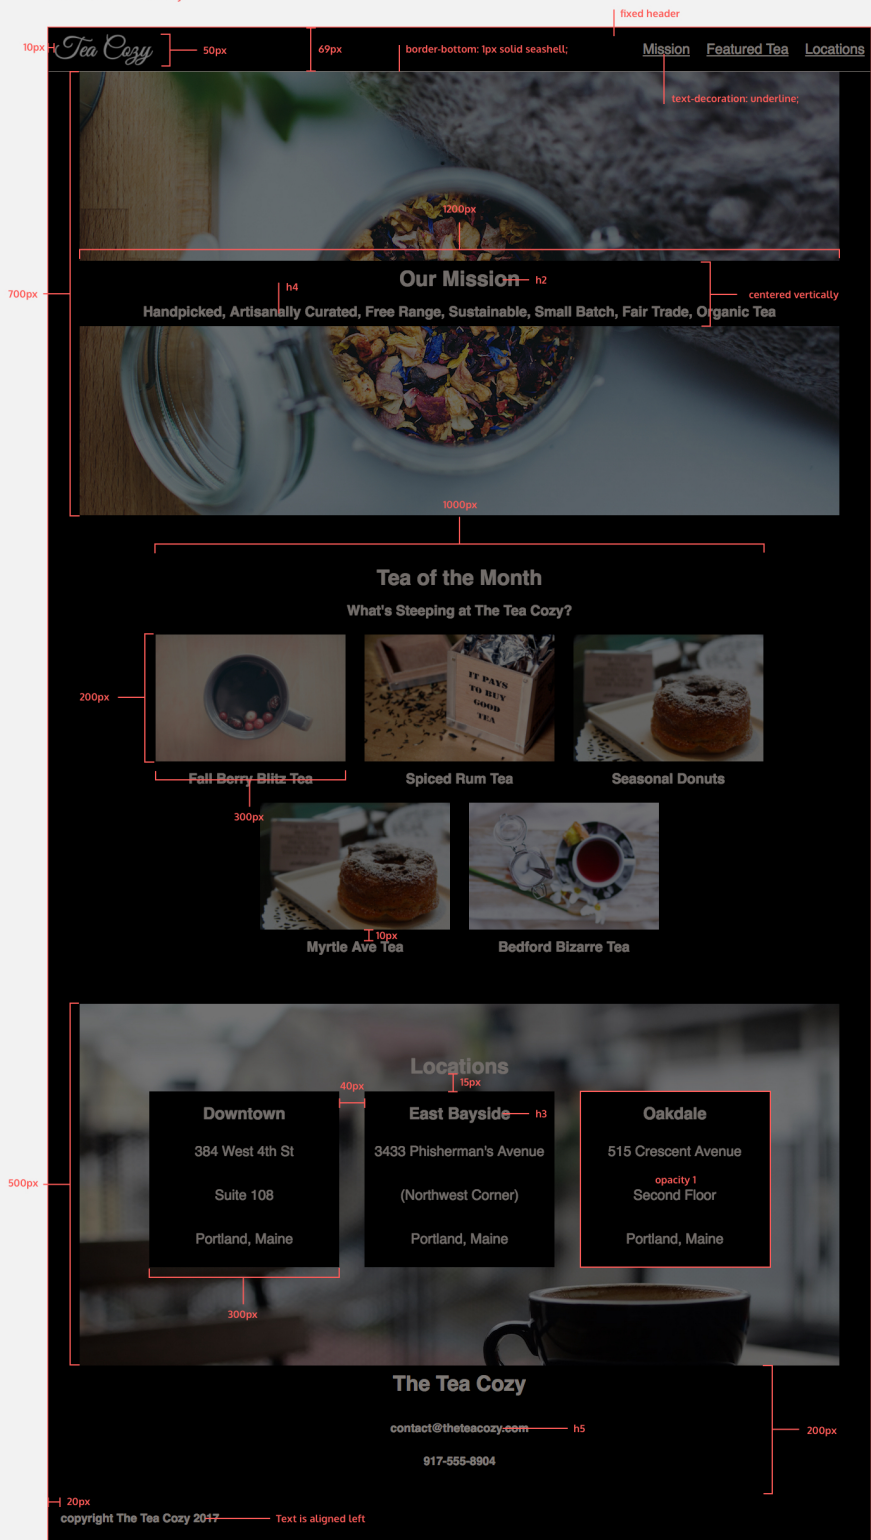 fixed header
10px
Tea Cozy
50px
69px
border-bottom: 1px solid seashell;
Mission
Featured Tea
Locations
text-decoration: underline;
1200px
Our Mission
h2
h4
700px
centered vertically
Handpicked, Artisanally Curated, Free Range, Sustainable, Small Batch, Fair Trade, Organic Tea
1000px
Tea of the Month
What's Steeping at The Tea Cozy?
IT PAYS
TO BUY
GOOD
TEA
200px
Fall Berry Blitz Tea
Spiced Rum Tea
Seasonal Donuts
300px
10px
Myrtle Ave Tea
Bedford Bizarre Tea
Locations
15px
40px
Downtown
East Bayside
h3
Oakdale
384 West 4th St
3433 Phisherman's Avenue
515 Crescent Avenue
opacity 1
500px
Suite 108
(Northwest Corner)
Second Floor
Portland, Maine
Portland, Maine
Portland, Maine
300px
The Tea Cozy
contact@theteacozy.com
h5
200px
917-555-8904
20px
copyright The Tea Cozy 2017
Text is aligned left